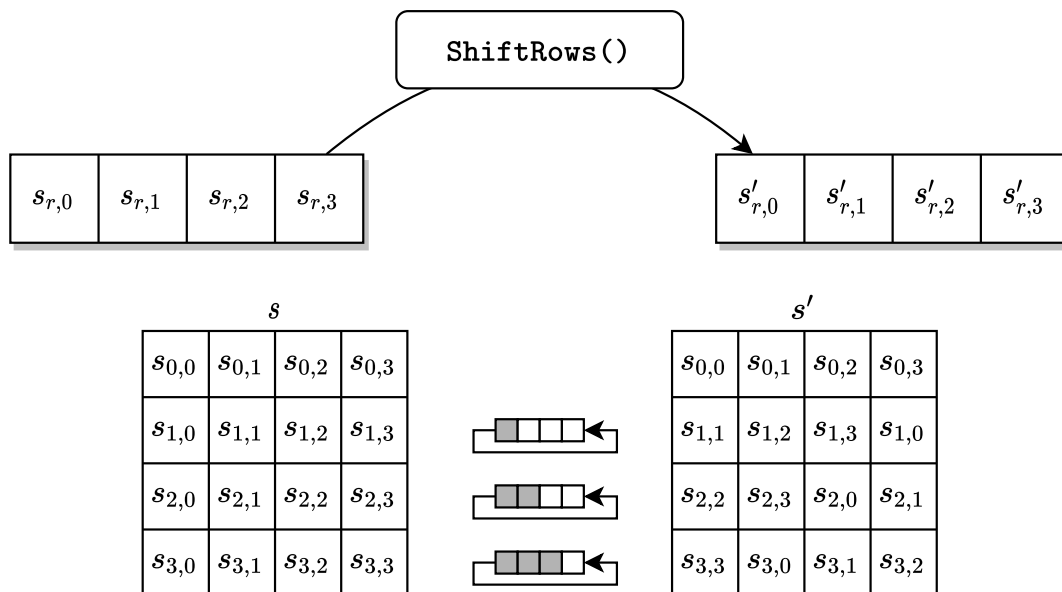 ShiftRows()
s_{r,0} s_{r,1} s_{r,2} s_{r,3} s'_{r,0} s'_{r,1} s'_{r,2} s'_{r,3}
s s'
s_{0,0} s_{0,1} s_{0,2} s_{0,3} s_{0,0} s_{0,1} s_{0,2} s_{0,3}
s_{1,0} s_{1,1} s_{1,2} s_{1,3} s_{1,1} s_{1,2} s_{1,3} s_{1,0}
s_{2,0} s_{2,1} s_{2,2} s_{2,3} s_{2,2} s_{2,3} s_{2,0} s_{2,1}
s_{3,0} s_{3,1} s_{3,2} s_{3,3} s_{3,3} s_{3,0} s_{3,1} s_{3,2}